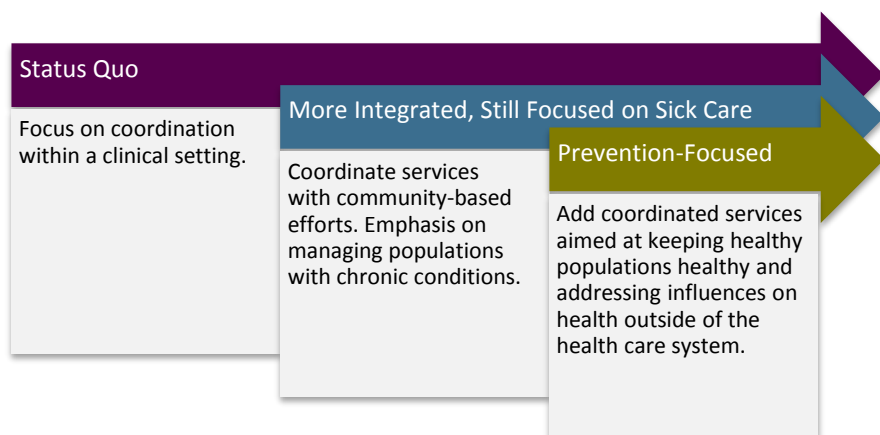 Status Quo
Focus on coordination
within a clinical setting.
More Integrated, Still Focused on Sick Care
Coordinate services
with community-based
efforts. Emphasis on
managing populations
with chronic conditions.
Prevention-Focused
Add coordinated services
aimed at keeping healthy
populations healthy and
addressing influences on
health outside of the
health care system.